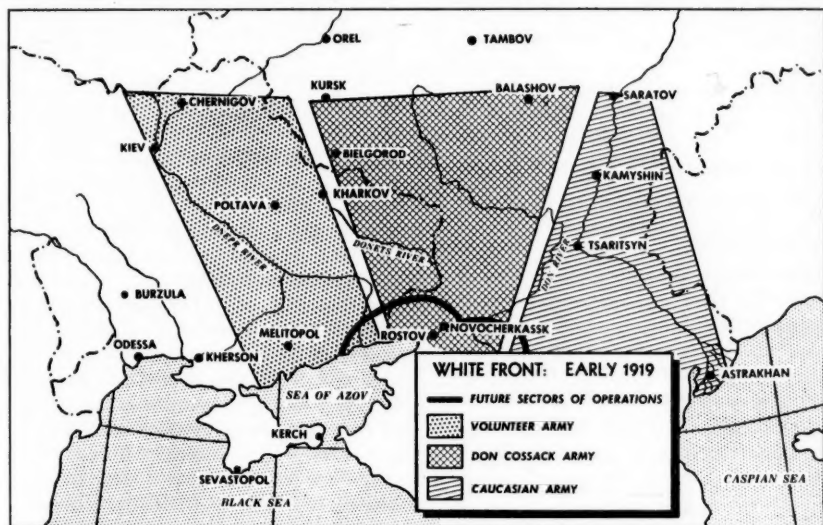 OREL
TAMBOV
KURSK
BALASHOV
SARATOV
CHERNIGOV
KIEV
BIELGOROD
KAMYSHIN
KHARKOV
POLTAVA
DNEPR RIVER
DONETS RIVER
DON RIVER
TSARITSYN
BURZULA
MELITOPOL
ROSTOV
NOVOCHERKASSK
ODESSA
KHERSON
ASTRAKHAN
SEA OF AZOV
KERCH
SEVASTOPOL
BLACK SEA
CASPIAN SEA
WHITE FRONT: EARLY 1919
FUTURE SECTORS OF OPERATIONS
VOLUNTEER ARMY
DON COSSACK ARMY
CAUCASIAN ARMY